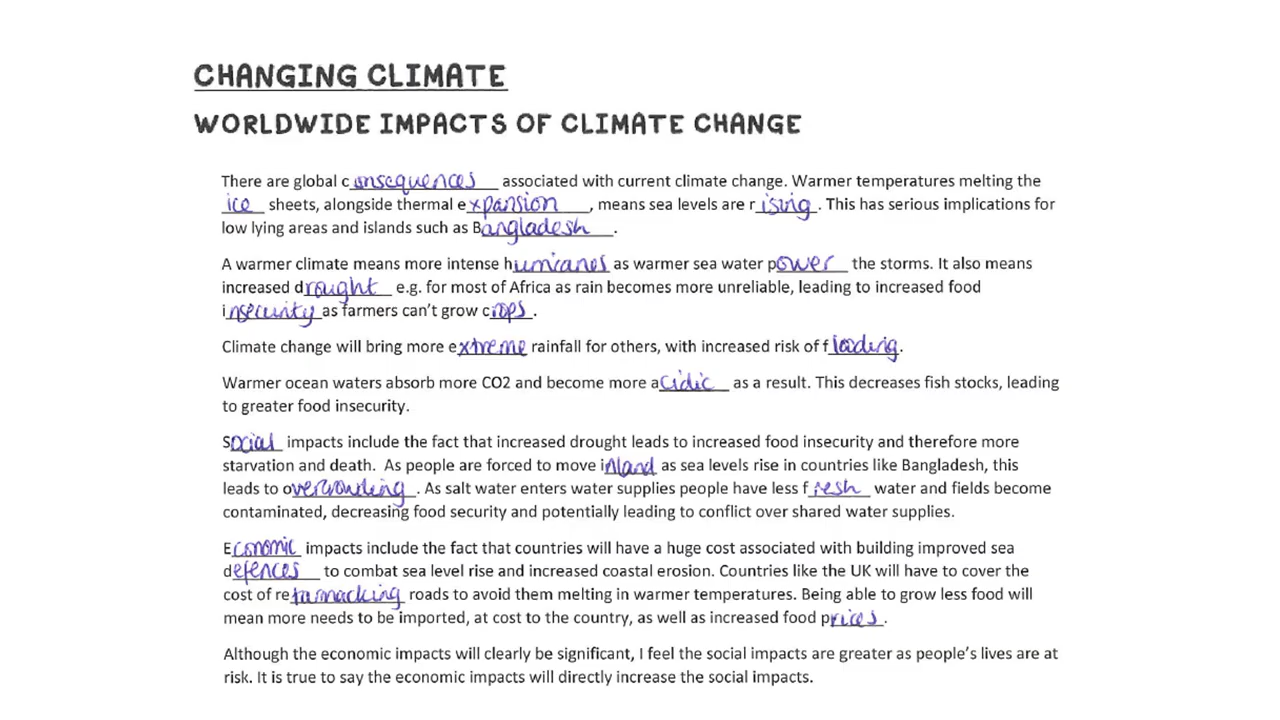 CHANGING CLIMATE
WORLDWIDE IMPACTS OF CLIMATE CHANGE
There are global consequences associated with current climate change. Warmer temperatures melting the
ice sheets, alongside thermal expansion, means sea levels are rising. This has serious implications for
low lying areas and islands such as Bangladesh.
A warmer climate means more intense hurricanes as warmer sea water power the storms. It also means
increased drought e.g. for most of Africa as rain becomes more unreliable, leading to increased food
insecurity as farmers can't grow crops.
Climate change will bring more extreme rainfall for others, with increased risk of flooding.
Warmer ocean waters absorb more CO2 and become more acidic as a result. This decreases fish stocks, leading
to greater food insecurity.
Social impacts include the fact that increased drought leads to increased food insecurity and therefore more
starvation and death. As people are forced to move inland as sea levels rise in countries like Bangladesh, this
leads to overcrowding. As salt water enters water supplies people have less fresh water and fields become
contaminated, decreasing food security and potentially leading to conflict over shared water supplies.
Economic impacts include the fact that countries will have a huge cost associated with building improved sea
defences to combat sea level rise and increased coastal erosion. Countries like the UK will have to cover the
cost of retarmacking roads to avoid them melting in warmer temperatures. Being able to grow less food will
mean more needs to be imported, at cost to the country, as well as increased food prices.
Although the economic impacts will clearly be significant, I feel the social impacts are greater as people's lives are at
risk. It is true to say the economic impacts will directly increase the social impacts.